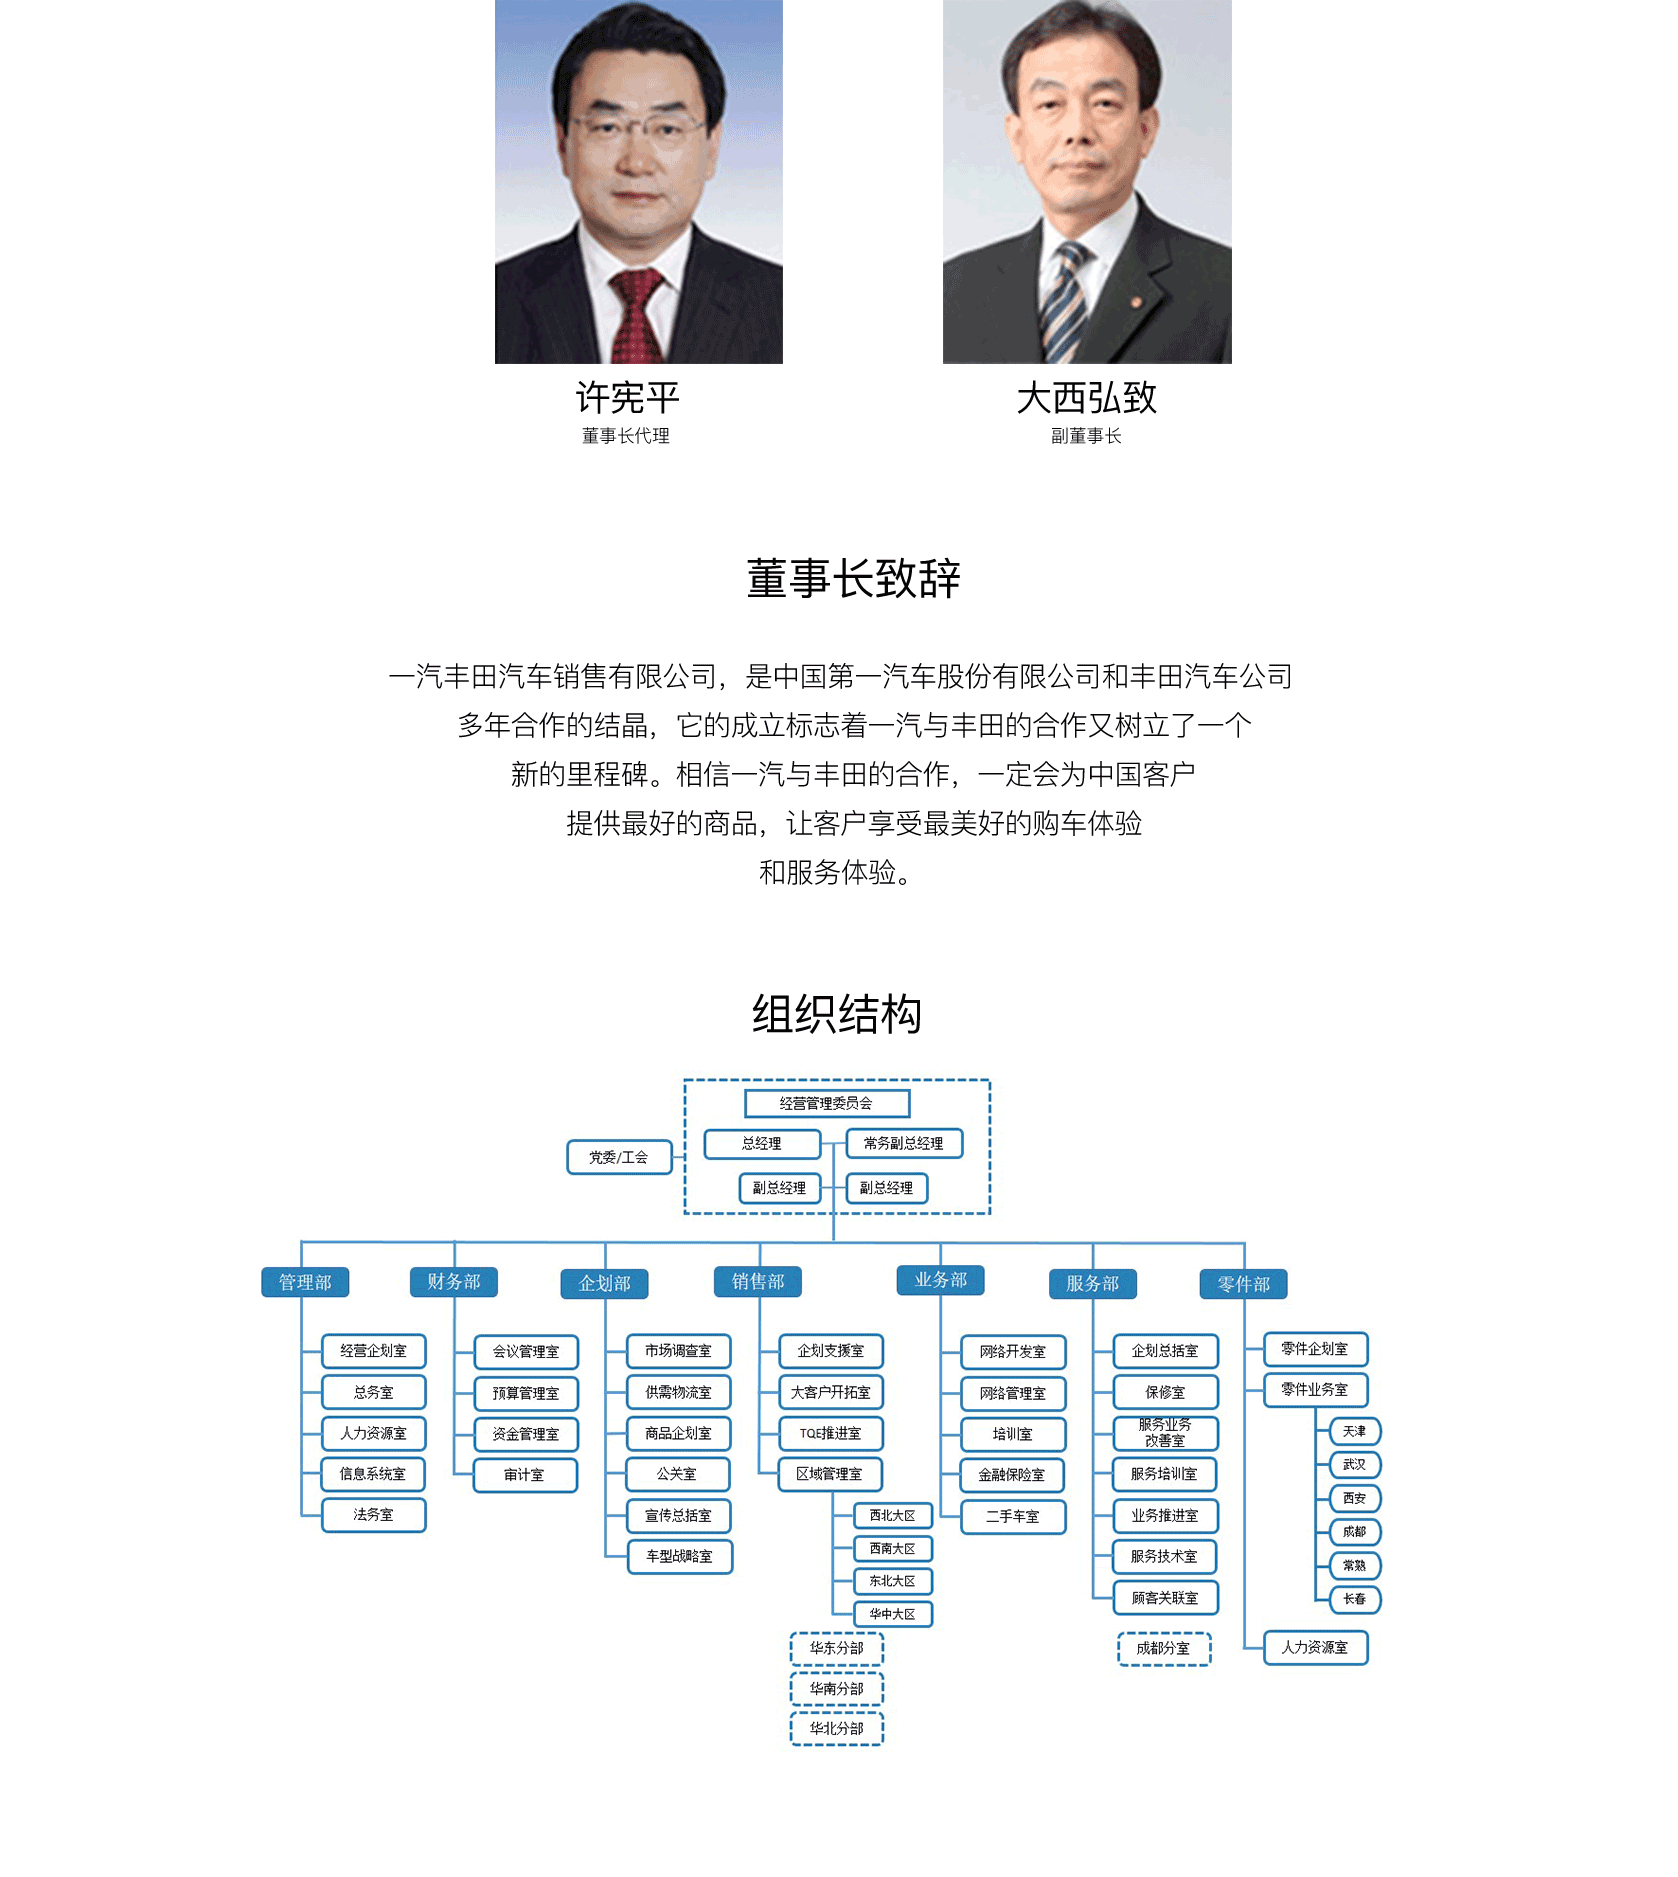 许宪平
董事长代理
大西弘致
副董事长
董事长致辞
一汽丰田汽车销售有限公司，是中国第一汽车股份有限公司和丰田汽车公司
多年合作的结晶，它的成立标志着一汽与丰田的合作又树立了一个
新的里程碑。相信一汽与丰田的合作，一定会为中国客户
提供最好的商品，让客户享受最美好的购车体验
和服务体验。
组织结构
经营管理委员会
总经理
常务副总经理
党委/工会
副总经理
副总经理
管理部
经营企划室
总务室
人力资源室
信息系统室
法务室
财务部
会议管理室
预算管理室
资金管理室
审计室
企划部
市场调查室
供需物流室
商品企划室
公关室
宣传总括室
车型战略室
销售部
企划支援室
大客户开拓室
TQE推进室
区域管理室
西北大区
西南大区
东北大区
华中大区
华东分部
华南分部
华北分部
业务部
网络开发室
网络管理室
培训室
金融保险室
二手车室
服务部
企划总括室
保修室
服务业务
改善室
服务培训室
业务推进室
服务技术室
顾客关联室
成都分室
零件部
零件企划室
零件业务室
天津
武汉
西安
成都
常熟
长春
人力资源室